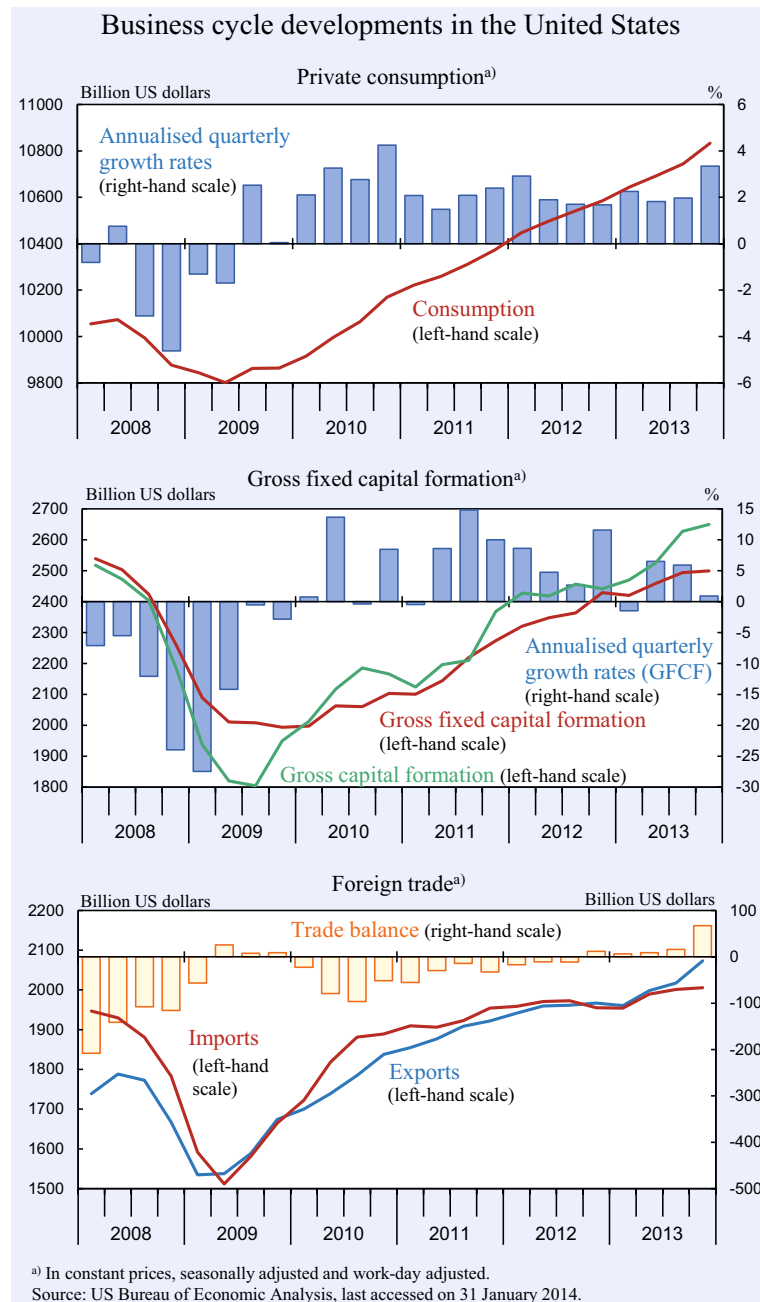 Business cycle developments in the United States
Private consumption a)
Billion US dollars %
11000 6
Annualised quarterly
growth rates
(right-hand scale)
10800 4
10600 2
10400 0
10200 -2
Consumption
(left-hand scale)
10000 -4
9800 -6
2008 2009 2010 2011 2012 2013
Gross fixed capital formation a)
Billion US dollars %
2700 15
2600 10
2500 5
2400 0
2300 -5
Annualised quarterly
growth rates (GFCF)
(right-hand scale)
2200 -10
2100 -15
Gross fixed capital formation
(left-hand scale)
2000 -20
1900 -25
Gross capital formation (left-hand scale)
1800 -30
2008 2009 2010 2011 2012 2013
Foreign trade a)
Billion US dollars Billion US dollars
2200 100
Trade balance (right-hand scale)
2100 0
2000 -100
1900 -200
Imports
(left-hand
scale)
1800 -300
Exports
(left-hand scale)
1700
1600 -400
1500 -500
2008 2009 2010 2011 2012 2013
a) In constant prices, seasonally adjusted and work-day adjusted.
Source: US Bureau of Economic Analysis, last accessed on 31 January 2014.